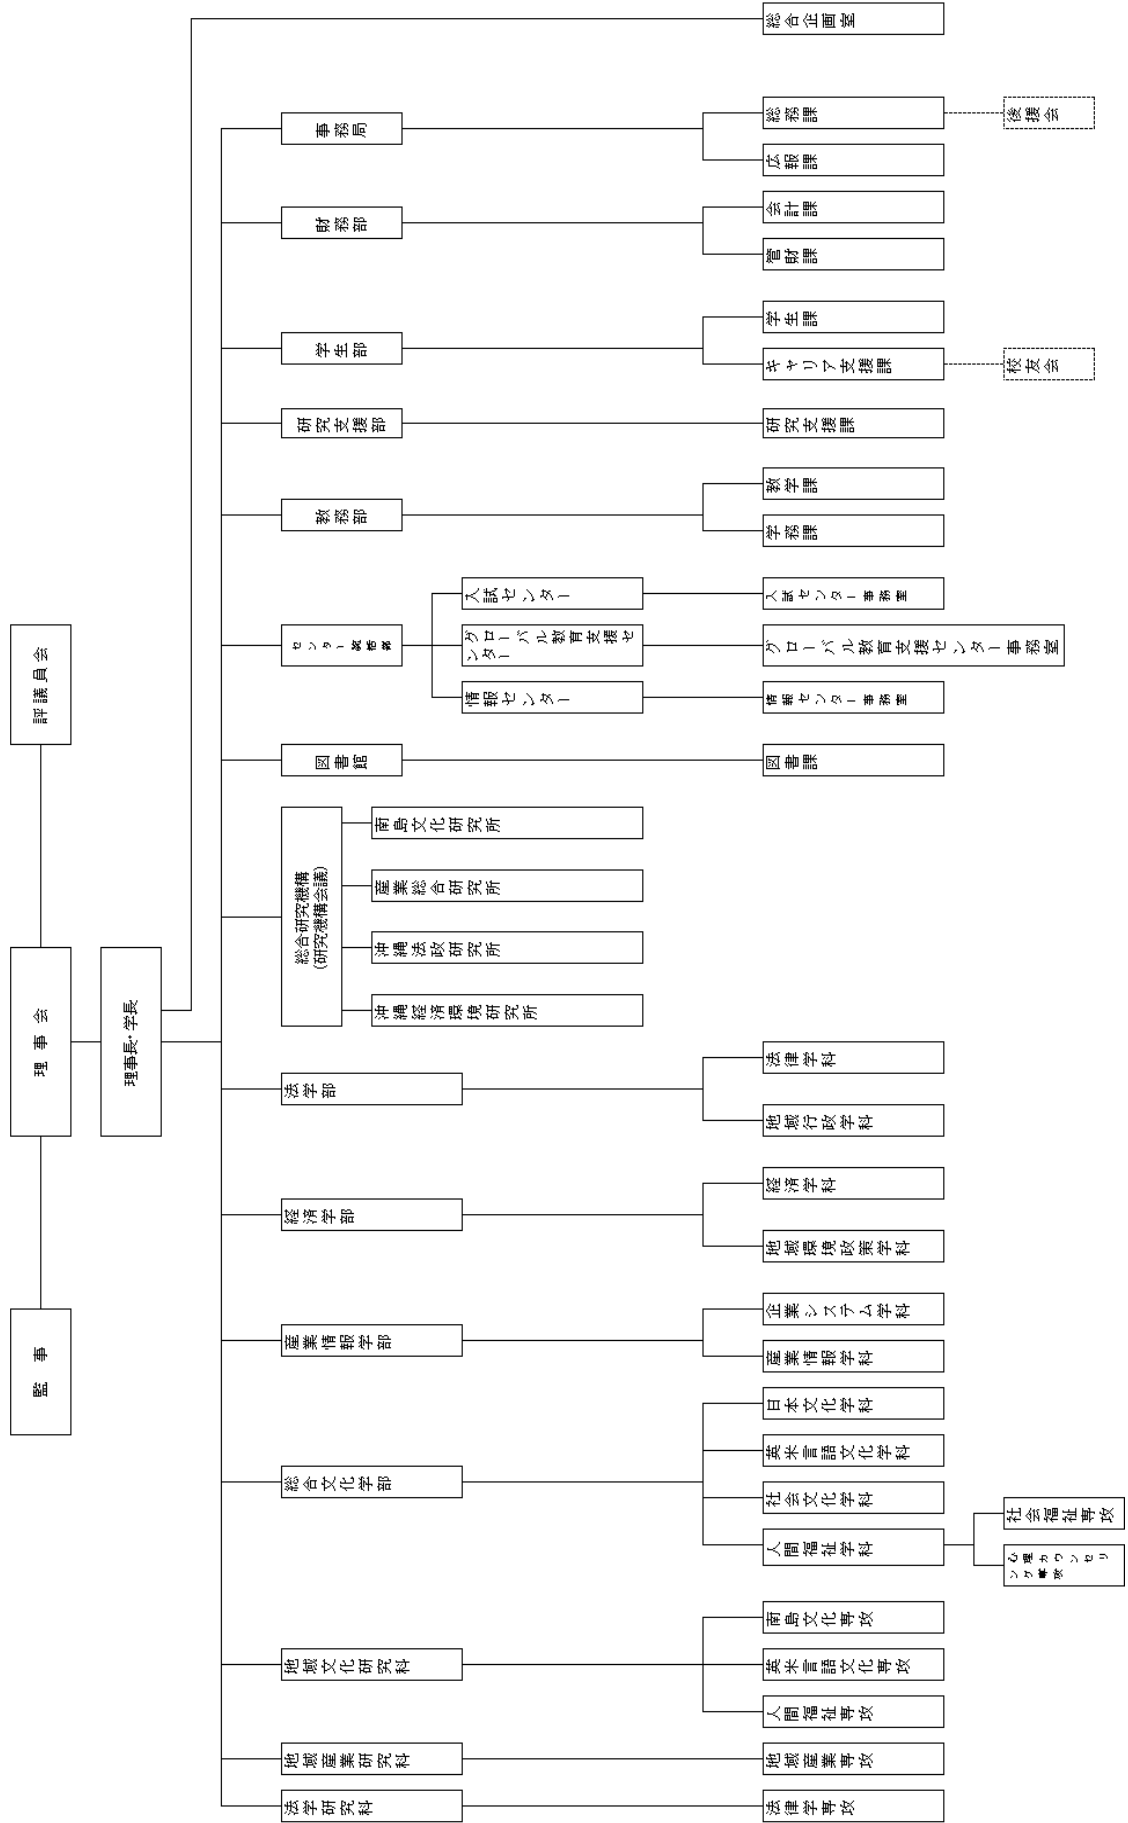 総合企画室
事務局
総務課
後援会
広報課
財務部
会計課
管財課
学生部
学生課
キャリア支援課
校友会
研究支援部
研究支援課
教務部
教学課
学務課
評議員会
センター統括部
入試センター
入試センター事務室
グローバル教育支援セ
ンター
グローバル教育支援センター事務室
情報センター
情報センター事務室
図書館
図書課
理事会
理事長・学長
総合研究機構
(研究機構会議)
南島文化研究所
産業総合研究所
沖縄法政研究所
沖縄経済環境研究所
法学部
法律学科
地域行政学科
経済学部
経済学科
地域環境政策学科
監事
産業情報学部
企業システム学科
産業情報学科
総合文化学部
日本文化学科
英米言語文化学科
社会文化学科
人間福祉学科
社会福祉専攻
心理カウンセリ
ング専攻
地域文化研究科
南島文化専攻
英米言語文化専攻
人間福祉専攻
地域産業研究科
地域産業専攻
法学研究科
法律学専攻